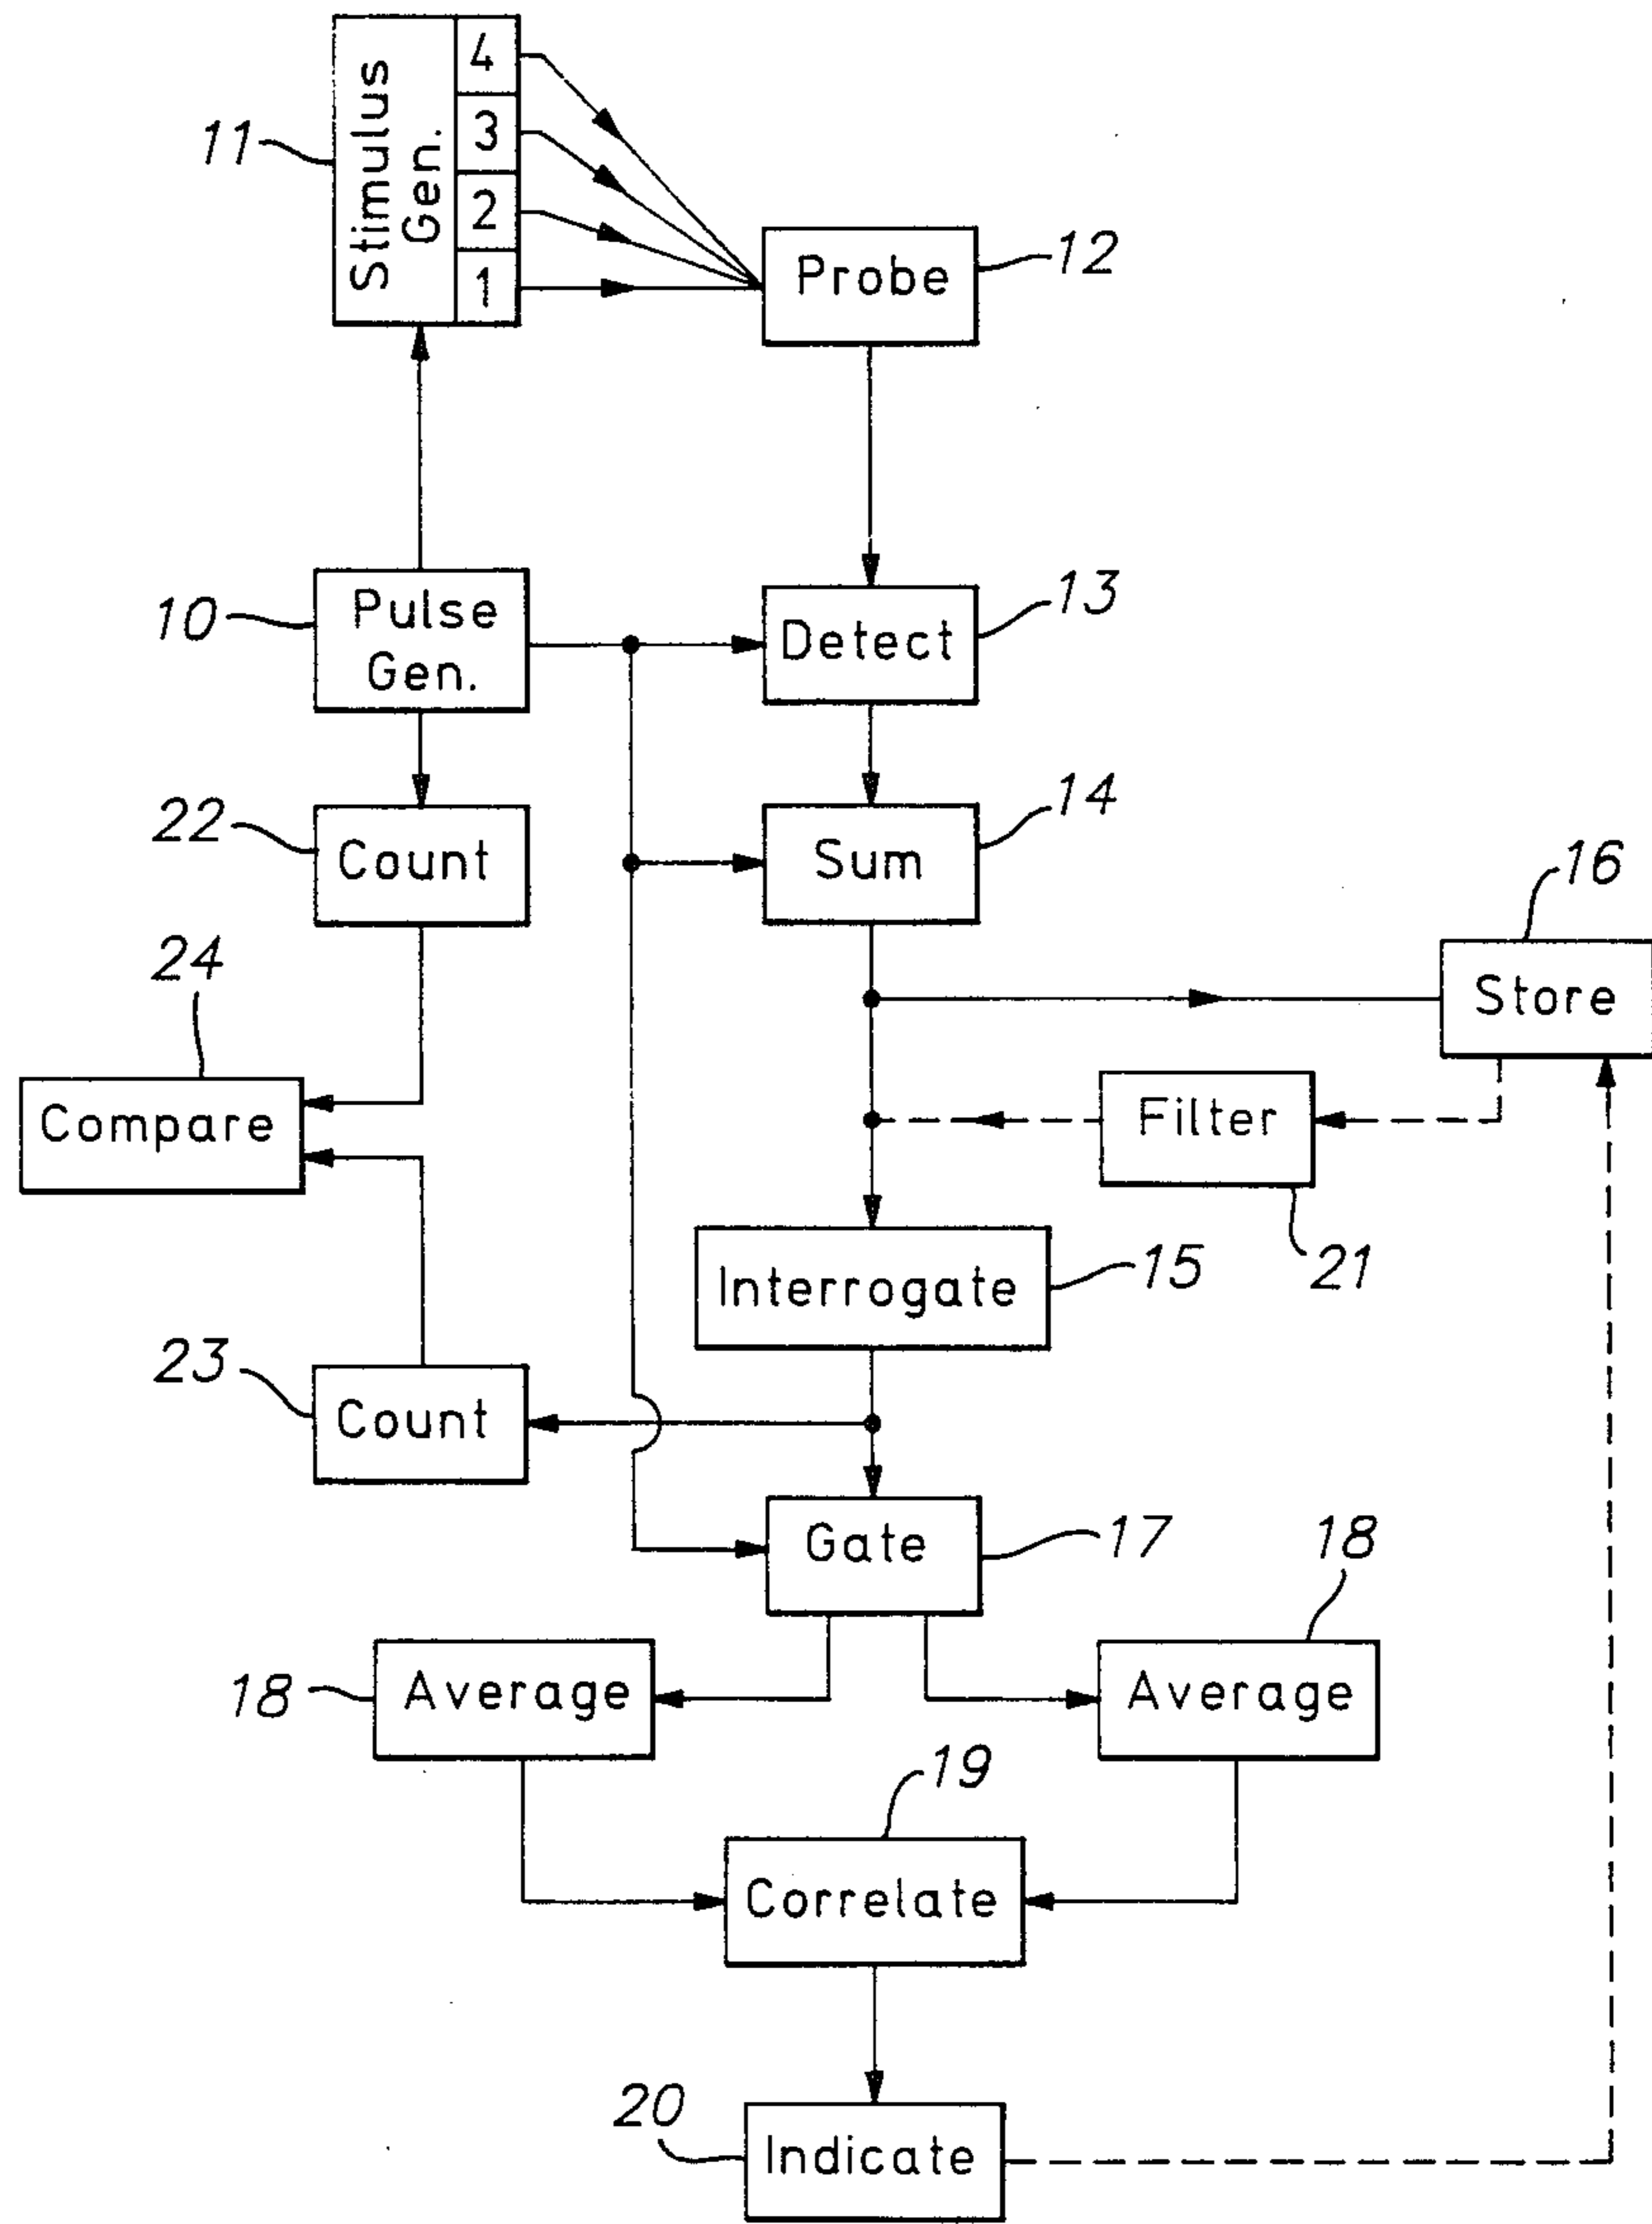 11
Stimulus
Gen.
4
3
2
1
Probe
12
10
Pulse
Gen.
Detect
13
22
Count
Sum
14
16
Store
24
Compare
Filter
21
Interrogate
15
23
Count
Gate
17
18
Average
18
Average
19
Correlate
20
Indicate